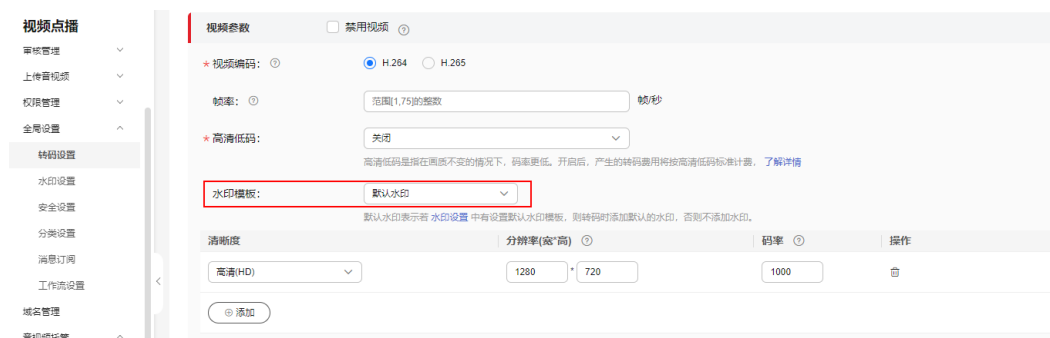 视频点播
审核管理
上传音视频
权限管理
全局设置
转码设置
水印设置
安全设置
分类设置
消息订阅
工作流设置
域名管理
音视频托管
视频参数 禁用视频 ?
* 视频编码: ? H.264 H.265
帧率: ? 范围[1,75]的整数 帧/秒
* 高清低码: 关闭
高清低码是指在画质不变的情况下，码率更低。开启后，产生的转码费用将按高清低码标准计费， 了解详情
水印模板: 默认水印
默认水印表示若 水印设置 中有设置默认水印模板，则转码时添加默认的水印，否则不添加水印。
清晰度 分辨率(宽*高) ? 码率 ? 操作
高清(HD) 1280 * 720 1000
添加